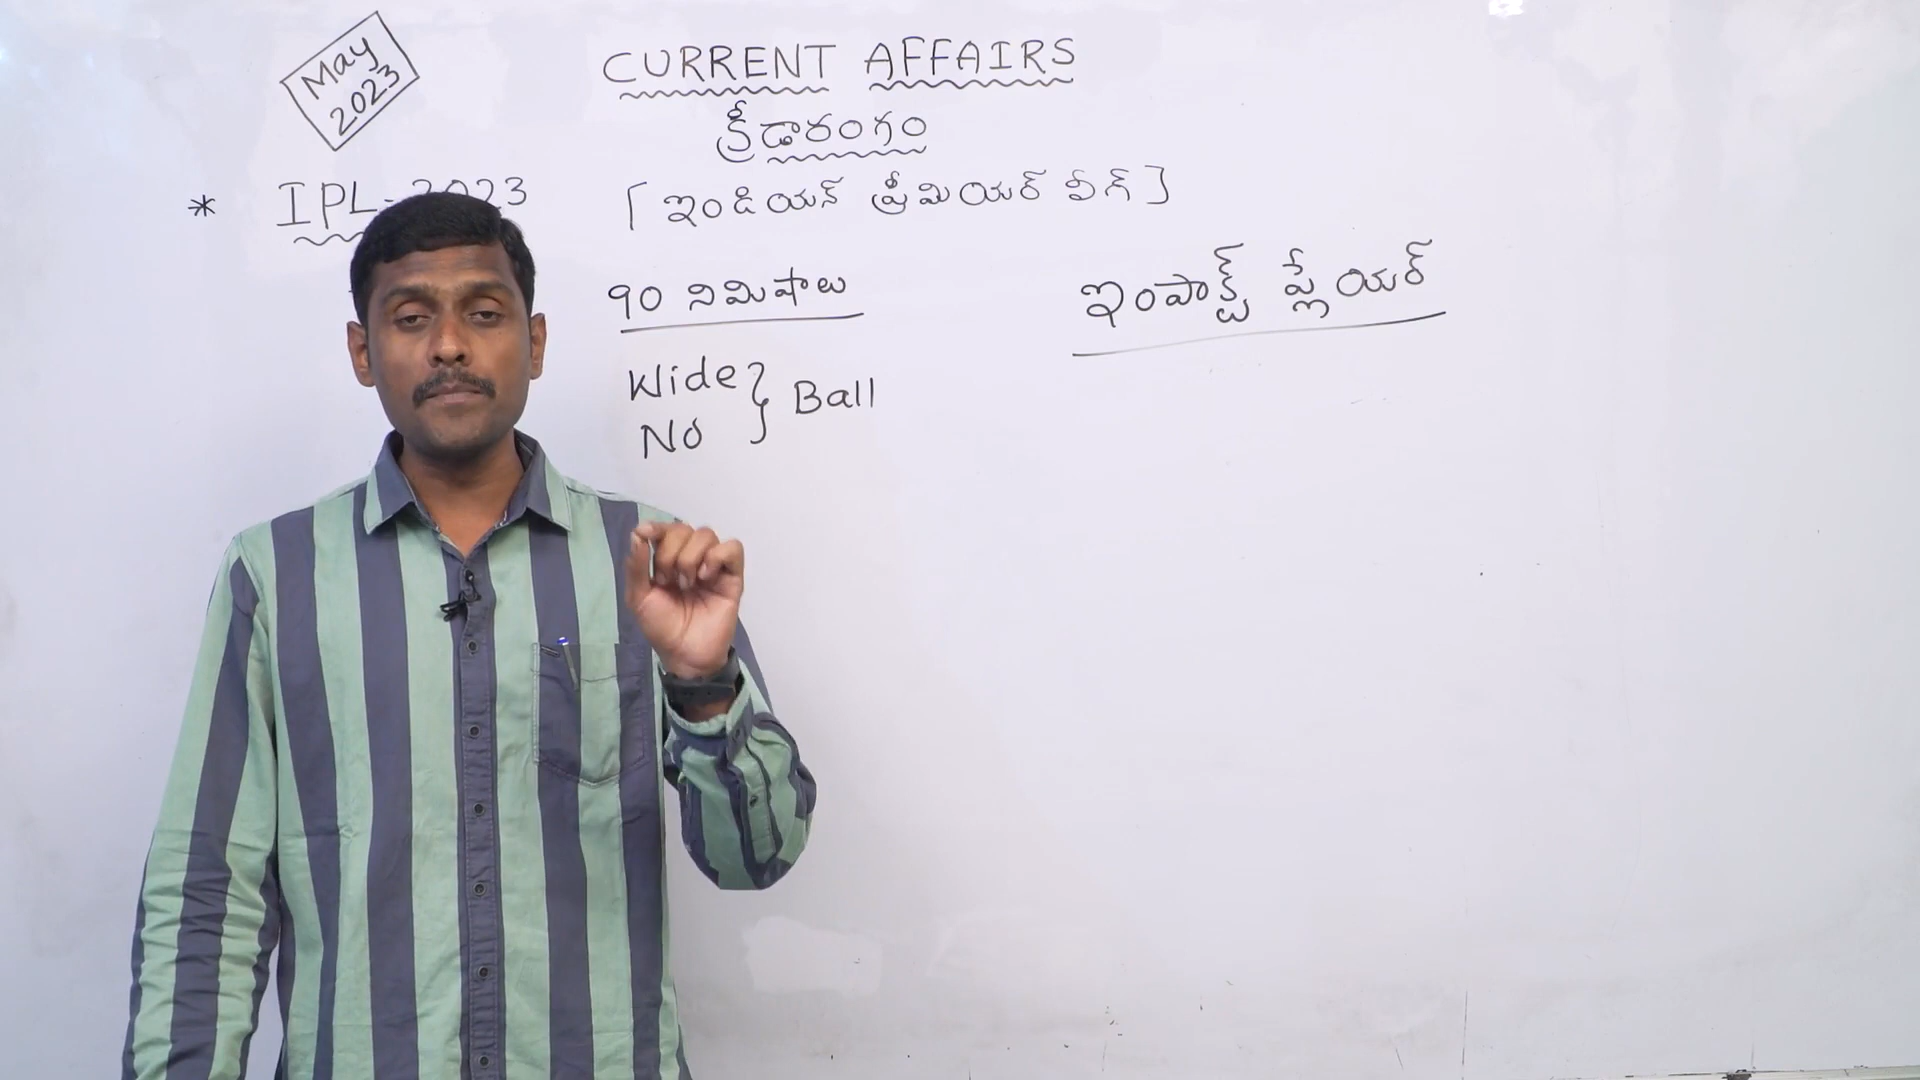 May
2023
CURRENT AFFAIRS
క్రీడారంగం
* IPL-2023 [ఇండియన్ ప్రీమియర్ లీగ్]
90 నిమిషాలు
ఇంపాక్ట్ ప్లేయర్
Wide
No } Ball